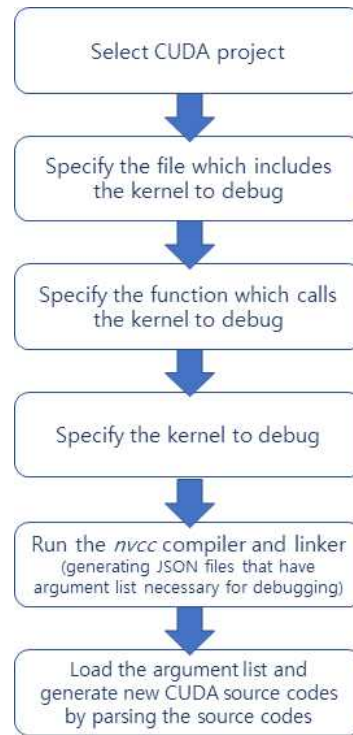 Select CUDA project
Specify the file which includes
the kernel to debug
Specify the function which calls
the kernel to debug
Specify the kernel to debug
Run the nvcc compiler and linker
(generating JSON files that have
argument list necessary for debugging)
Load the argument list and
generate new CUDA source codes
by parsing the source codes